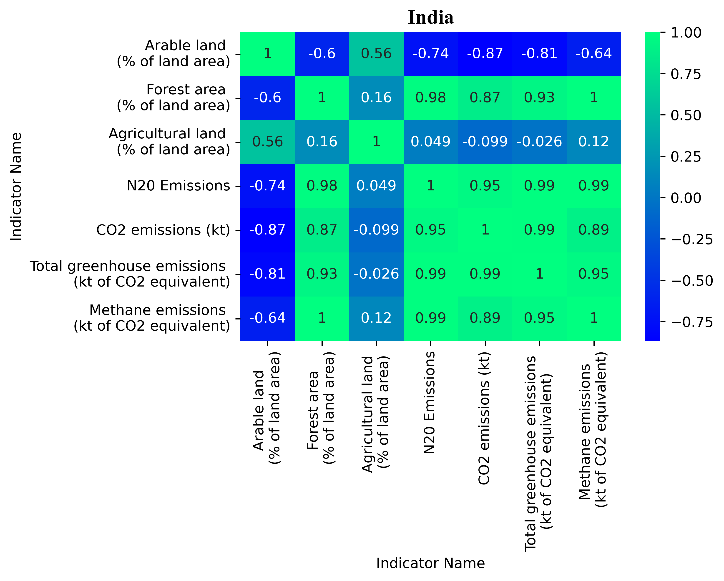 India
Arable land
(% of land area)
1 -0.6 0.56 -0.74 -0.87 -0.81 -0.64
Forest area
(% of land area)
-0.6 1 0.16 0.98 0.87 0.93 1
Agricultural land
(% of land area)
0.56 0.16 1 0.049 -0.099 -0.026 0.12
N20 Emissions
-0.74 0.98 0.049 1 0.95 0.99 0.99
CO2 emissions (kt)
-0.87 0.87 -0.099 0.95 1 0.99 0.89
Total greenhouse emissions
(kt of CO2 equivalent)
-0.81 0.93 -0.026 0.99 0.99 1 0.95
Methane emissions
(kt of CO2 equivalent)
-0.64 1 0.12 0.99 0.89 0.95 1
Indicator Name
Arable land
(% of land area)
Forest area
(% of land area)
Agricultural land
(% of land area)
N20 Emissions
CO2 emissions (kt)
Total greenhouse emissions
(kt of CO2 equivalent)
Methane emissions
(kt of CO2 equivalent)
Indicator Name
1.00
0.75
0.50
0.25
0.00
−0.25
−0.50
−0.75